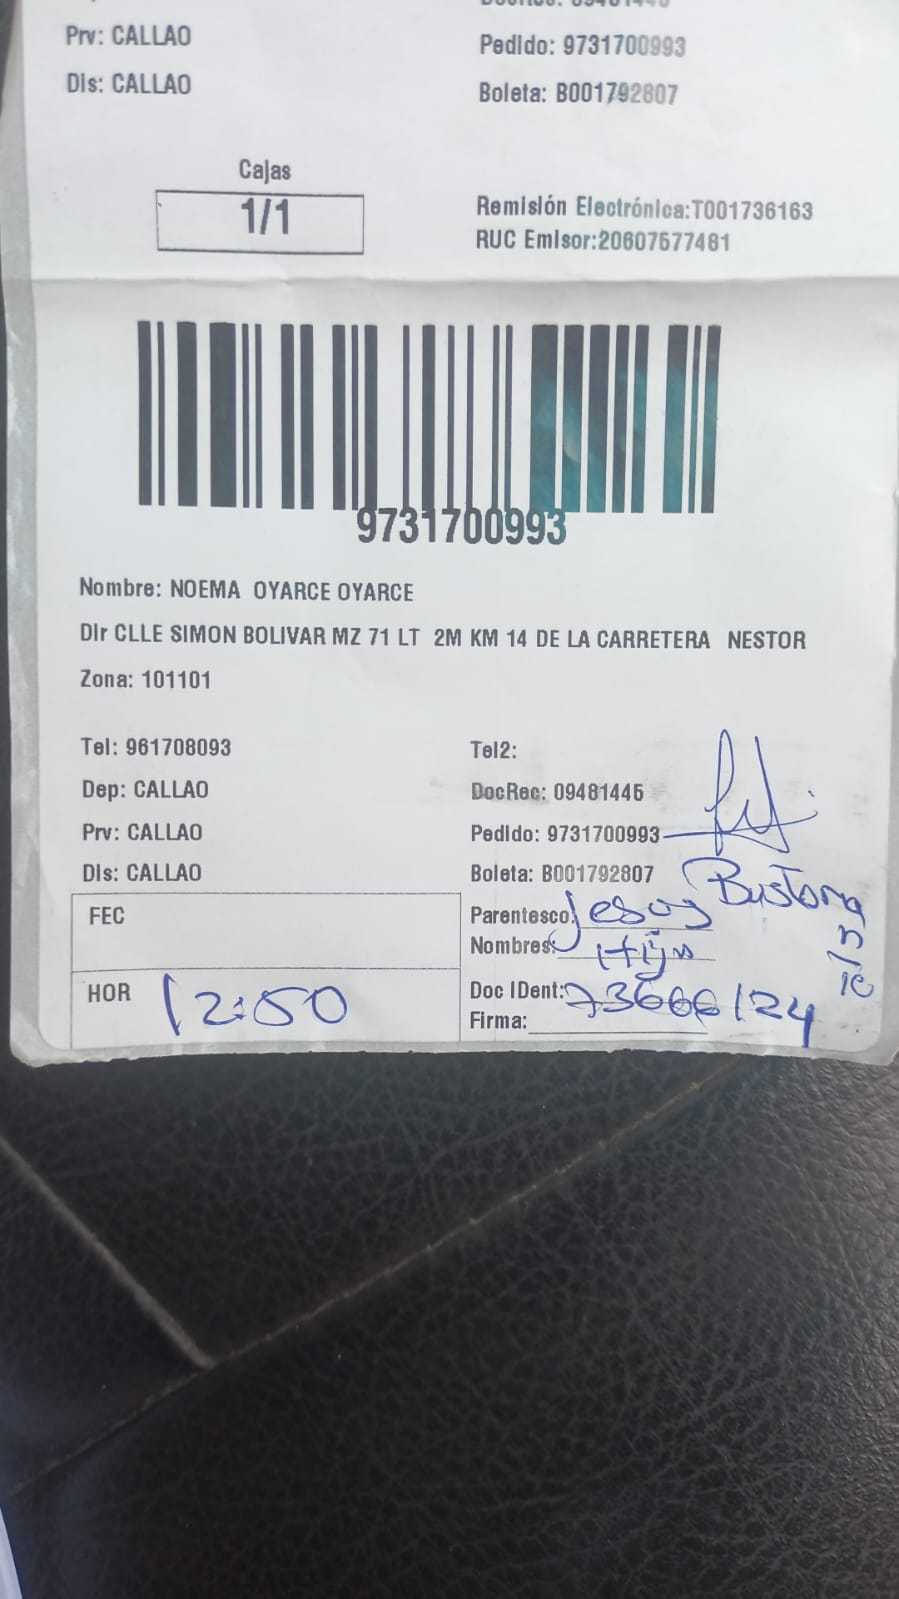 Prv: CALLAO
Pedido: 9731700993
Dis: CALLAO
Boleta: B001792807
Cajas
1/1
Remisión Electrónica:T001736163
RUC Emisor:20607577481
9731700993
Nombre: NOEMA OYARCE OYARCE
Dir CLLE SIMON BOLIVAR MZ 71 LT 2M KM 14 DE LA CARRETERA NESTOR
Zona: 101101
Tel: 961708093
Tel2:
Dep: CALLAO
DocRec: 09481445
Prv: CALLAO
Pedido: 9731700993
Dis: CALLAO
Boleta: B001792807
FEC
Parentesco: Jesus
Nombres: Hijo
HOR 12:50
Doc IDent: 73666124
Firma: